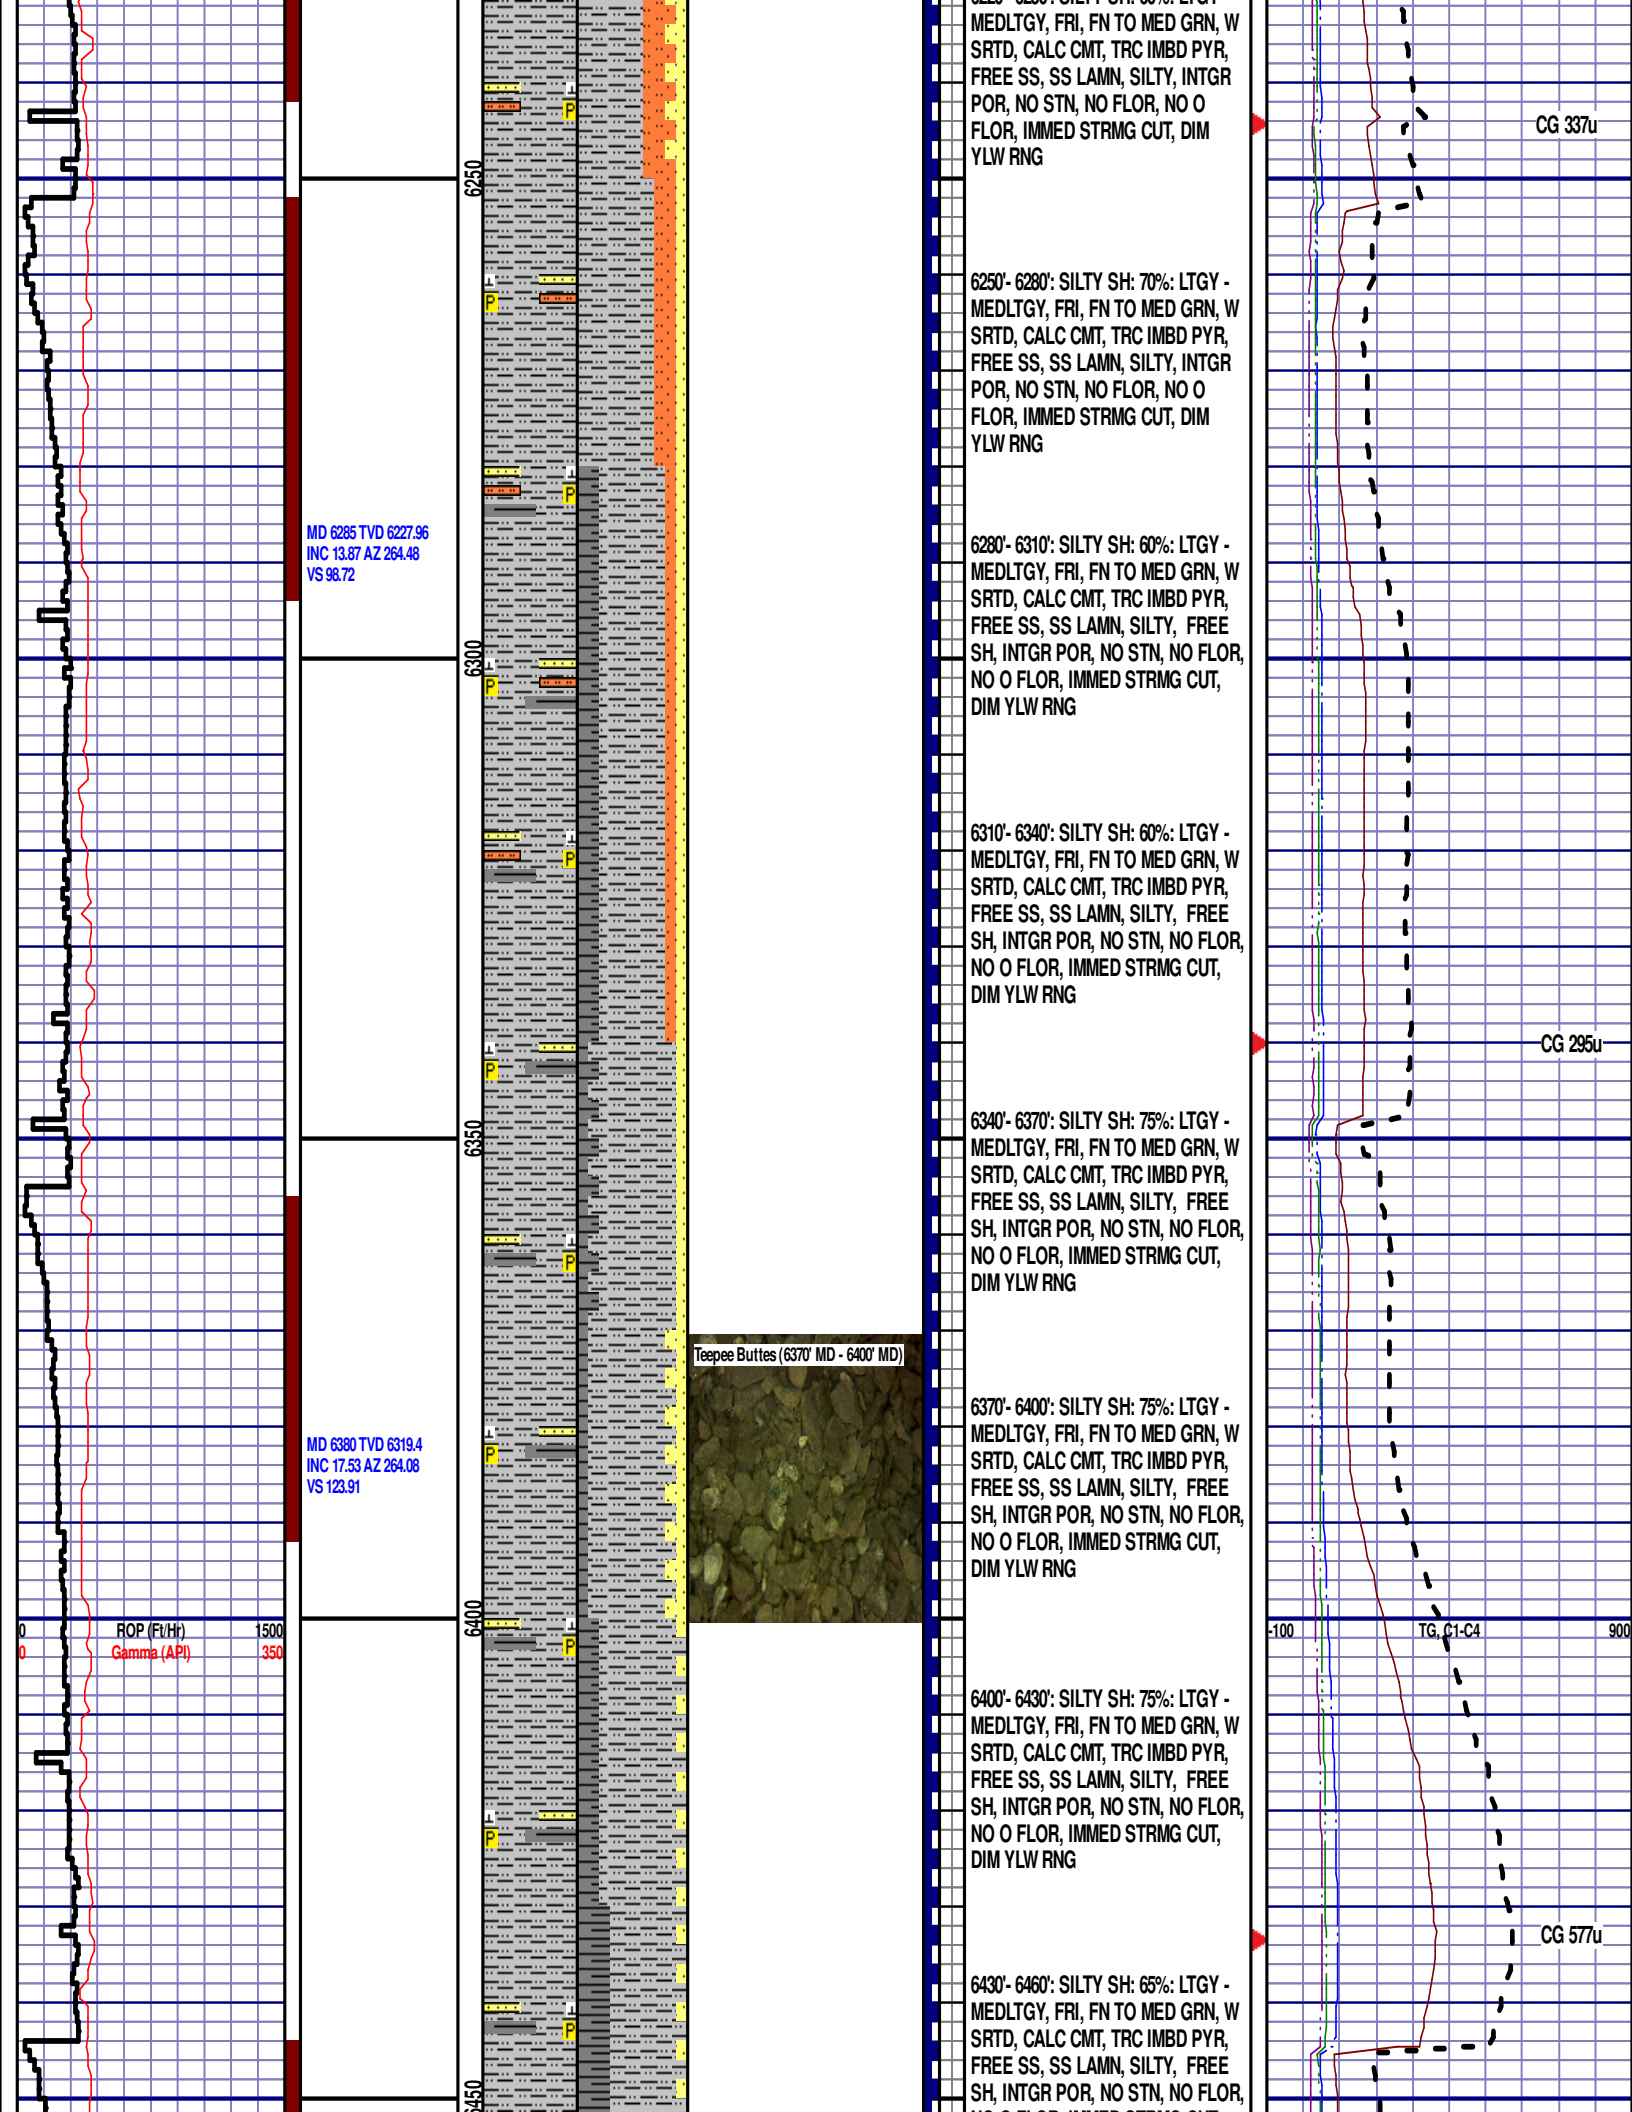 MEDLTGY, FRI, FN TO MED GRN, W
SRTD, CALC CMT, TRC IMBD PYR,
FREE SS, SS LAMN, SILTY, INTGR
POR, NO STN, NO FLOR, NO O
FLOR, IMMED STRMG CUT, DIM
YLW RNG
CG 337u
6250
6250'- 6280': SILTY SH: 70%: LTGY -
MEDLTGY, FRI, FN TO MED GRN, W
SRTD, CALC CMT, TRC IMBD PYR,
FREE SS, SS LAMN, SILTY, INTGR
POR, NO STN, NO FLOR, NO O
FLOR, IMMED STRMG CUT, DIM
YLW RNG
MD 6285 TVD 6227.96
INC 13.87 AZ 264.48
VS 98.72
6280'- 6310': SILTY SH: 60%: LTGY -
MEDLTGY, FRI, FN TO MED GRN, W
SRTD, CALC CMT, TRC IMBD PYR,
FREE SS, SS LAMN, SILTY, FREE
SH, INTGR POR, NO STN, NO FLOR,
NO O FLOR, IMMED STRMG CUT,
DIM YLW RNG
6300
6310'- 6340': SILTY SH: 60%: LTGY -
MEDLTGY, FRI, FN TO MED GRN, W
SRTD, CALC CMT, TRC IMBD PYR,
FREE SS, SS LAMN, SILTY, FREE
SH, INTGR POR, NO STN, NO FLOR,
NO O FLOR, IMMED STRMG CUT,
DIM YLW RNG
CG 295u
6350
6340'- 6370': SILTY SH: 75%: LTGY -
MEDLTGY, FRI, FN TO MED GRN, W
SRTD, CALC CMT, TRC IMBD PYR,
FREE SS, SS LAMN, SILTY, FREE
SH, INTGR POR, NO STN, NO FLOR,
NO O FLOR, IMMED STRMG CUT,
DIM YLW RNG
Teepee Buttes (6370' MD - 6400' MD)
MD 6380 TVD 6319.4
INC 17.53 AZ 264.08
VS 123.91
6370'- 6400': SILTY SH: 75%: LTGY -
MEDLTGY, FRI, FN TO MED GRN, W
SRTD, CALC CMT, TRC IMBD PYR,
FREE SS, SS LAMN, SILTY, FREE
SH, INTGR POR, NO STN, NO FLOR,
NO O FLOR, IMMED STRMG CUT,
DIM YLW RNG
6400
0 ROP (Ft/Hr) 1500
0 Gamma (API) 350
-100 TG, C1-C4 900
6400'- 6430': SILTY SH: 75%: LTGY -
MEDLTGY, FRI, FN TO MED GRN, W
SRTD, CALC CMT, TRC IMBD PYR,
FREE SS, SS LAMN, SILTY, FREE
SH, INTGR POR, NO STN, NO FLOR,
NO O FLOR, IMMED STRMG CUT,
DIM YLW RNG
CG 577u
6430'- 6460': SILTY SH: 65%: LTGY -
MEDLTGY, FRI, FN TO MED GRN, W
SRTD, CALC CMT, TRC IMBD PYR,
FREE SS, SS LAMN, SILTY, FREE
SH, INTGR POR, NO STN, NO FLOR,